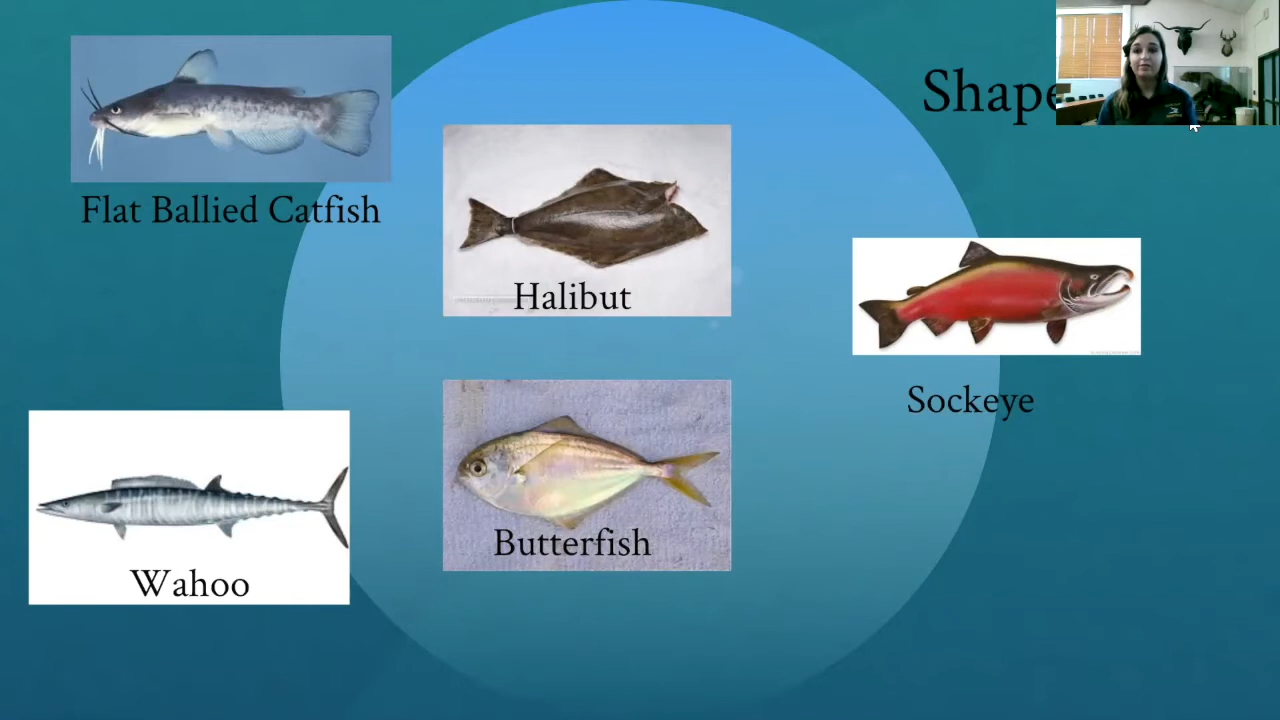 Shape
Flat Ballied Catfish
Halibut
Sockeye
Butterfish
Wahoo